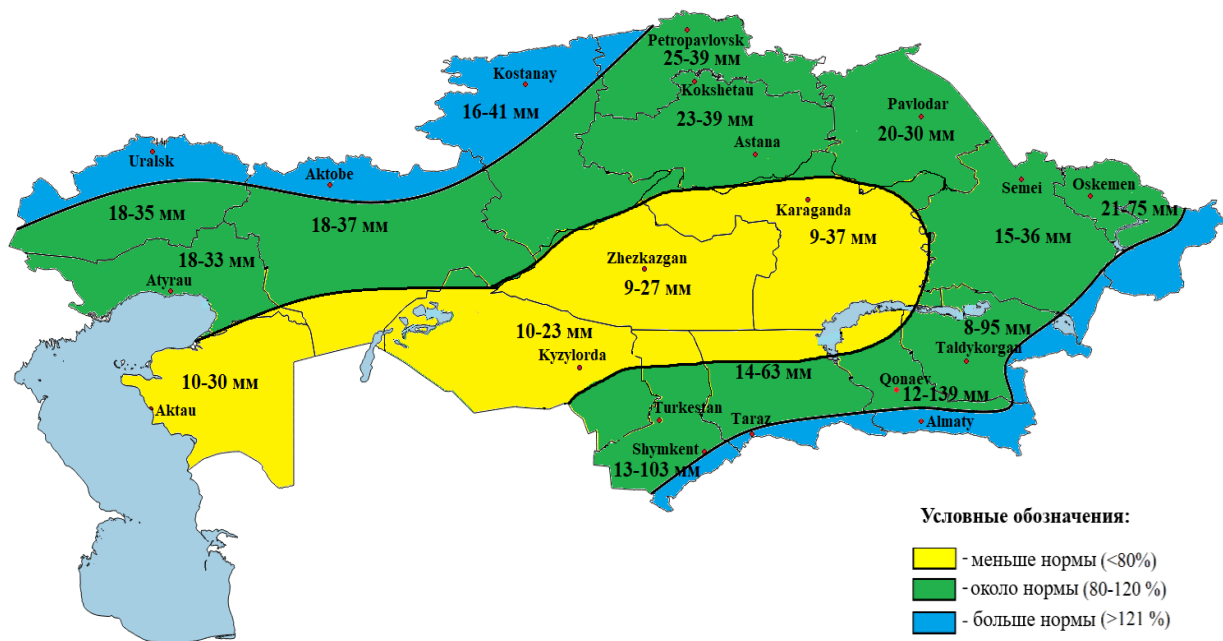 Petropavlovsk
25-39 мм
Kostanay
16-41 мм
Kokshetau
23-39 мм
Astana
Pavlodar
20-30 мм
Uralsk
Aktobe
18-35 мм
18-37 мм
18-33 мм
Atyrau
Semei
15-36 мм
Oskemen
21-75 мм
Karaganda
9-37 мм
Zhezkazgan
9-27 мм
10-23 мм
Kyzylorda
10-30 мм
Aktau
8-95 мм
Taldykorgan
14-63 мм
Qonaev
12-139 мм
Turkestan
Taraz
Almaty
Shymkent
13-103 мм
Условные обозначения:
- меньше нормы (<80%)
- около нормы (80-120 %)
- больше нормы (>121 %)